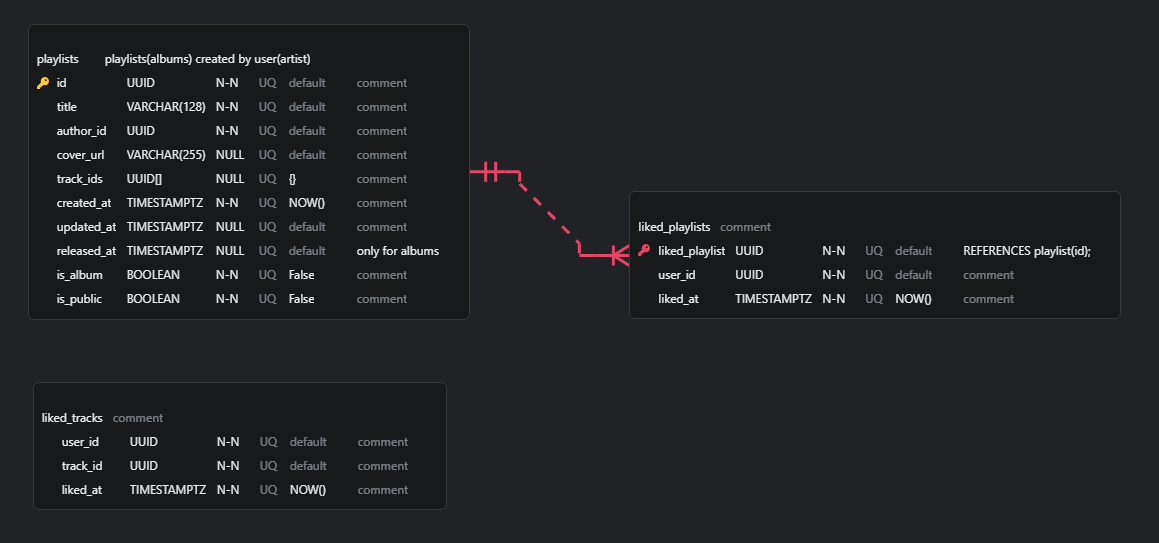 playlists playlists(albums) created by user(artist)
id UUID N-N UQ default comment
title VARCHAR(128) N-N UQ default comment
author_id UUID N-N UQ default comment
cover_url VARCHAR(255) NULL UQ default comment
track_ids UUID[] NULL UQ {} comment
created_at TIMESTAMPTZ N-N UQ NOW() comment
updated_at TIMESTAMPTZ NULL UQ default comment
released_at TIMESTAMPTZ NULL UQ default only for albums
is_album BOOLEAN N-N UQ False comment
is_public BOOLEAN N-N UQ False comment
liked_playlists comment
liked_playlist UUID N-N UQ default REFERENCES playlist(id);
user_id UUID N-N UQ default comment
liked_at TIMESTAMPTZ N-N UQ NOW() comment
liked_tracks comment
user_id UUID N-N UQ default comment
track_id UUID N-N UQ default comment
liked_at TIMESTAMPTZ N-N UQ NOW() comment